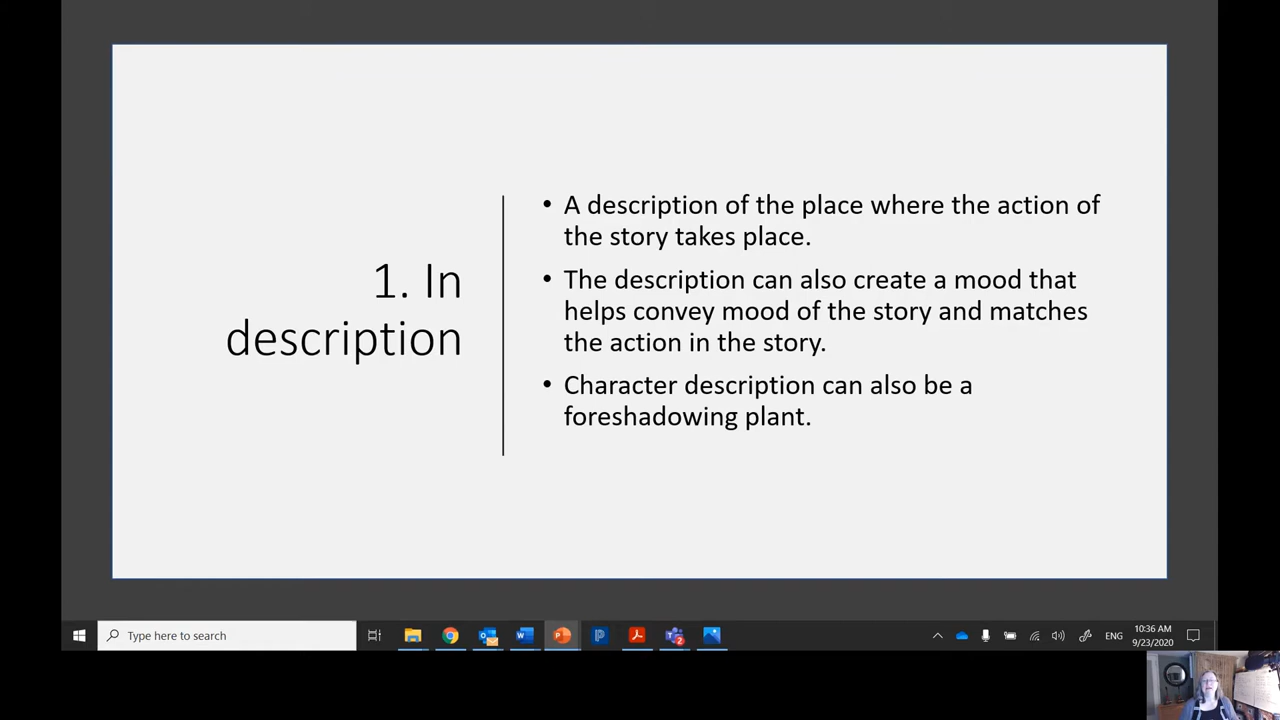 1. In
description
• A description of the place where the action of
the story takes place.
• The description can also create a mood that
helps convey mood of the story and matches
the action in the story.
• Character description can also be a
foreshadowing plant.
Type here to search
ENG
10:36 AM
9/23/2020